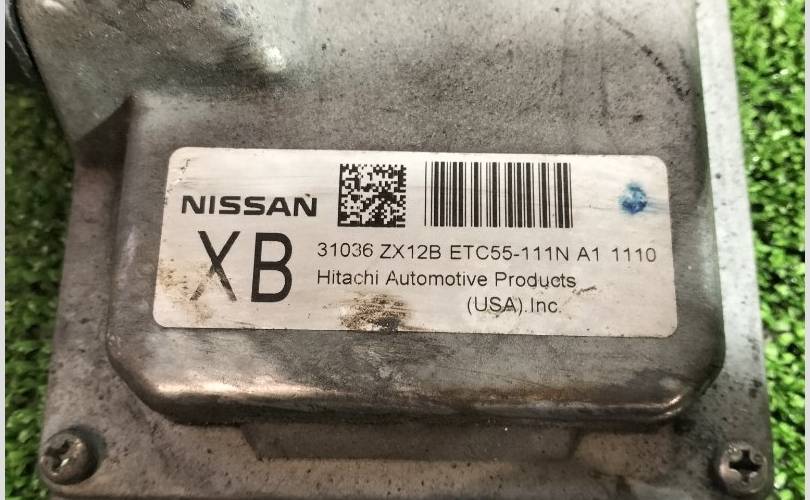 NISSAN
XB
31036 ZX12B ETC55-111N A1 1110
Hitachi Automotive Products
(USA).Inc.